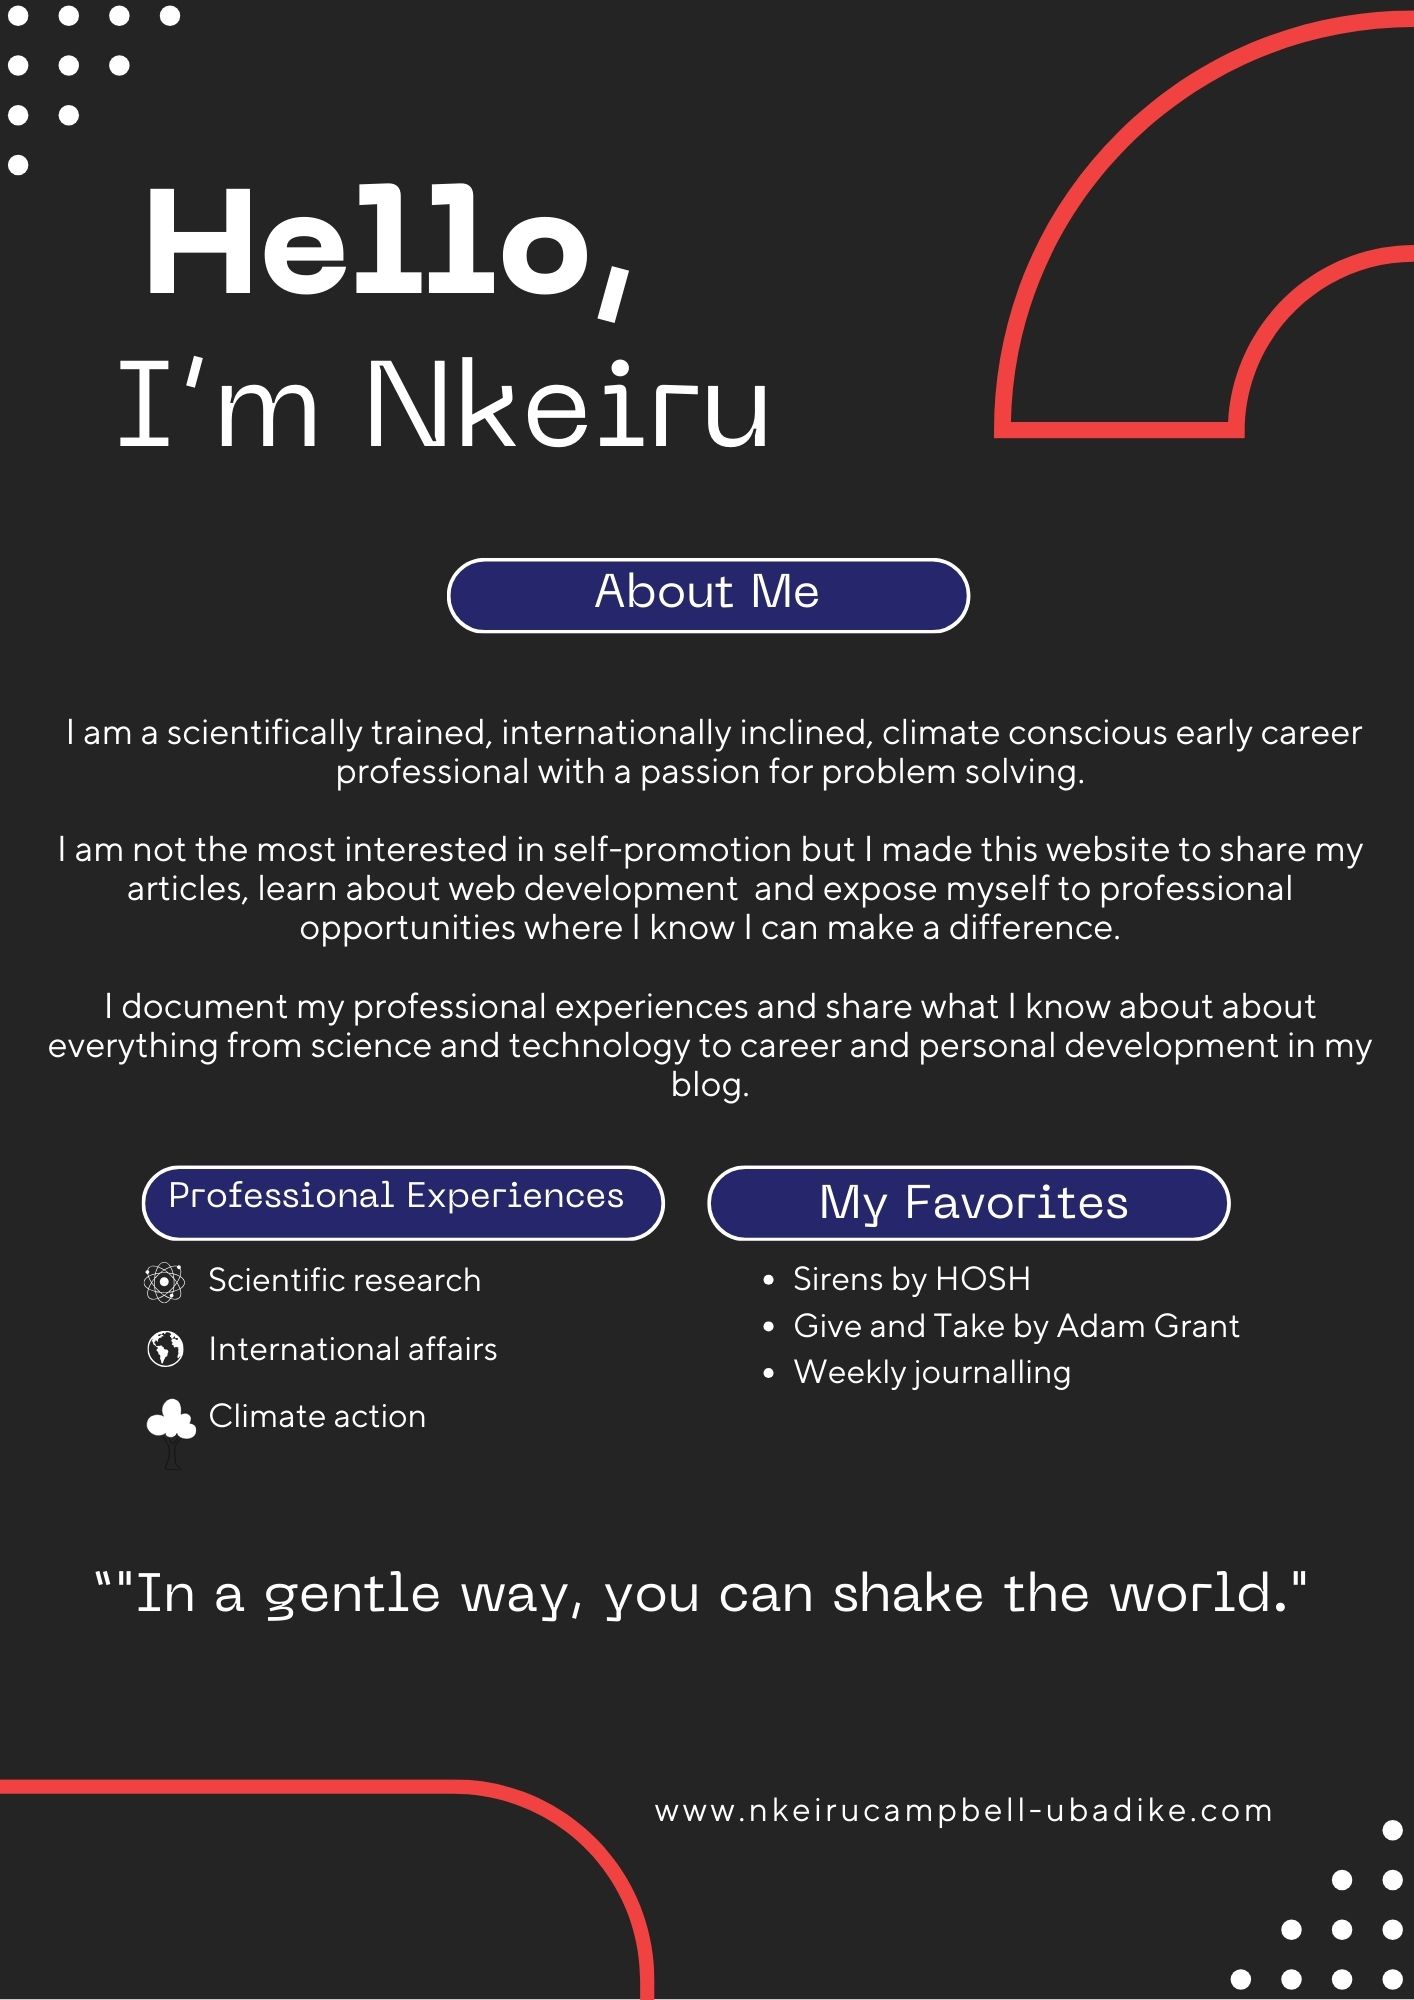 Hello,
I'm Nkeiru
About Me
I am a scientifically trained, internationally inclined, climate conscious early career
professional with a passion for problem solving.
I am not the most interested in self-promotion but I made this website to share my
articles, learn about web development  and expose myself to professional
opportunities where I know I can make a difference.
I document my professional experiences and share what I know about about
everything from science and technology to career and personal development in my
blog.
Professional Experiences
Scientific research
International affairs
Climate action
My Favorites
• Sirens by HOSH
• Give and Take by Adam Grant
• Weekly journalling
“"In a gentle way, you can shake the world."
www.nkeirucampbell-ubadike.com